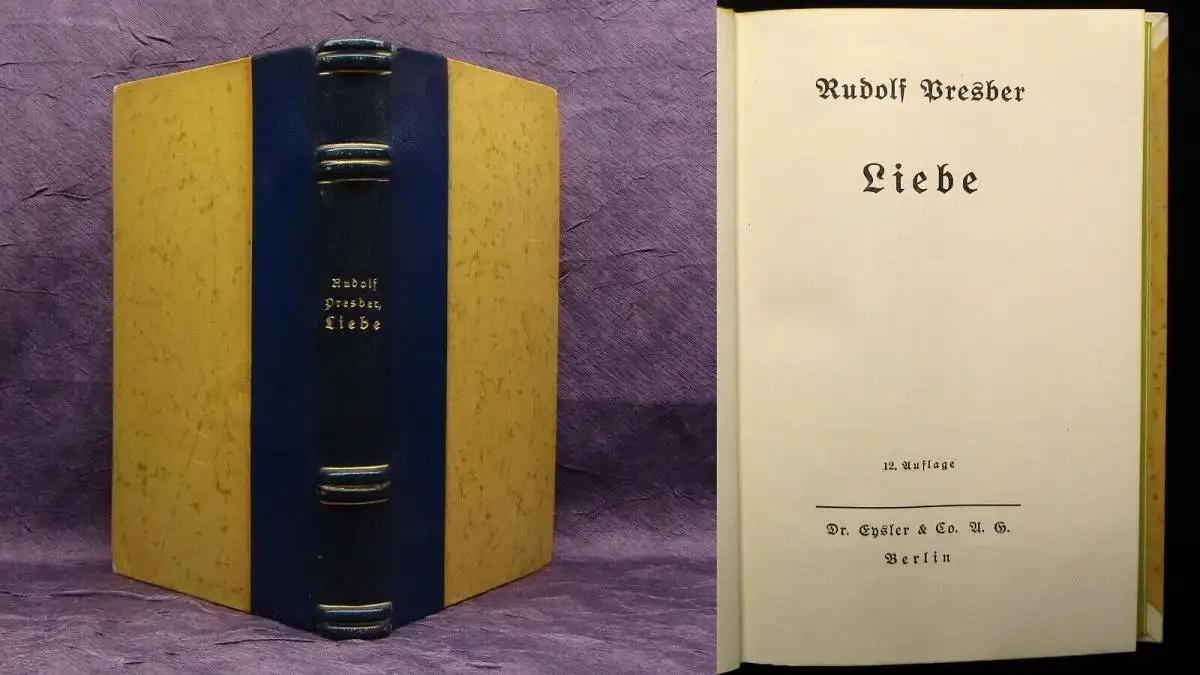 Rudolf
Presber,
Liebe
Rudolf Presber
Liebe
12. Auflage
Dr. Eysler & Co. A. G.
Berlin